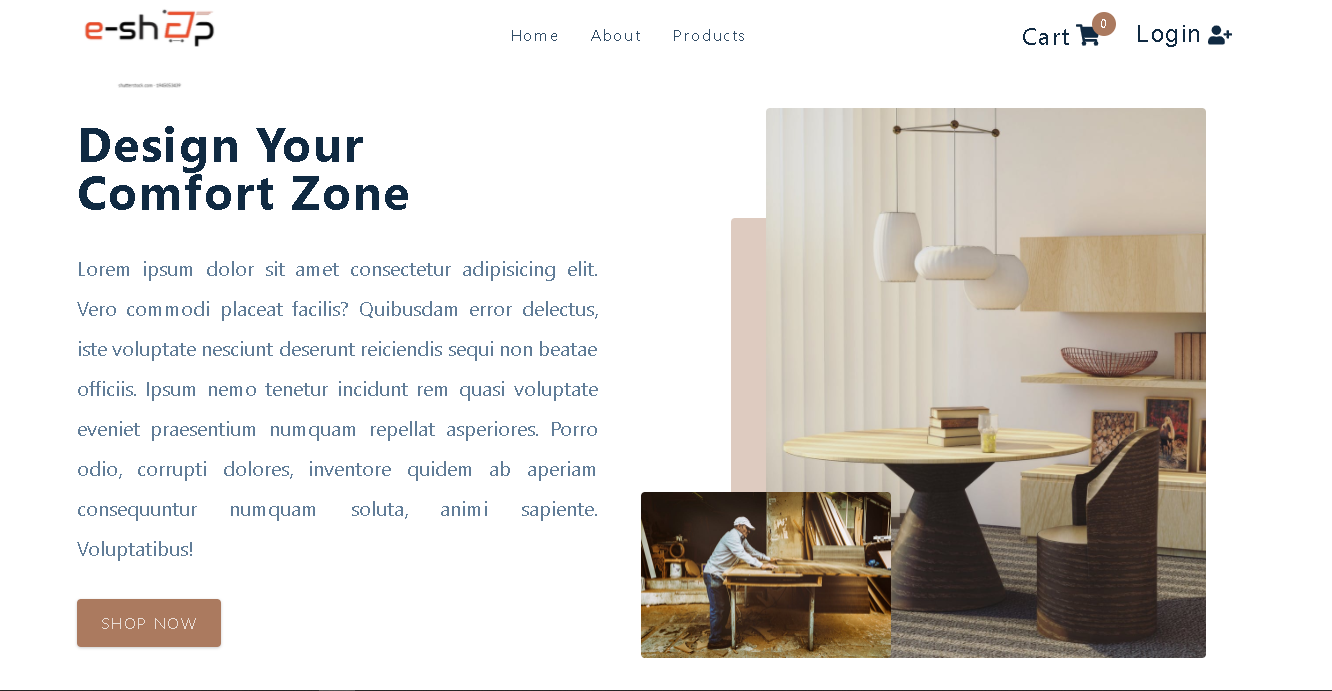 e-shop
Home About Products
Cart 0 Login
Design Your
Comfort Zone
Lorem ipsum dolor sit amet consectetur adipisicing elit.
Vero commodi placeat facilis? Quibusdam error delectus,
iste voluptate nesciunt deserunt reiciendis sequi non beatae
officiis. Ipsum nemo tenetur incidunt rem quasi voluptate
eveniet praesentium numquam repellat asperiores. Porro
odio, corrupti dolores, inventore quidem ab aperiam
consequuntur numquam soluta, animi sapiente.
Voluptatibus!
SHOP NOW